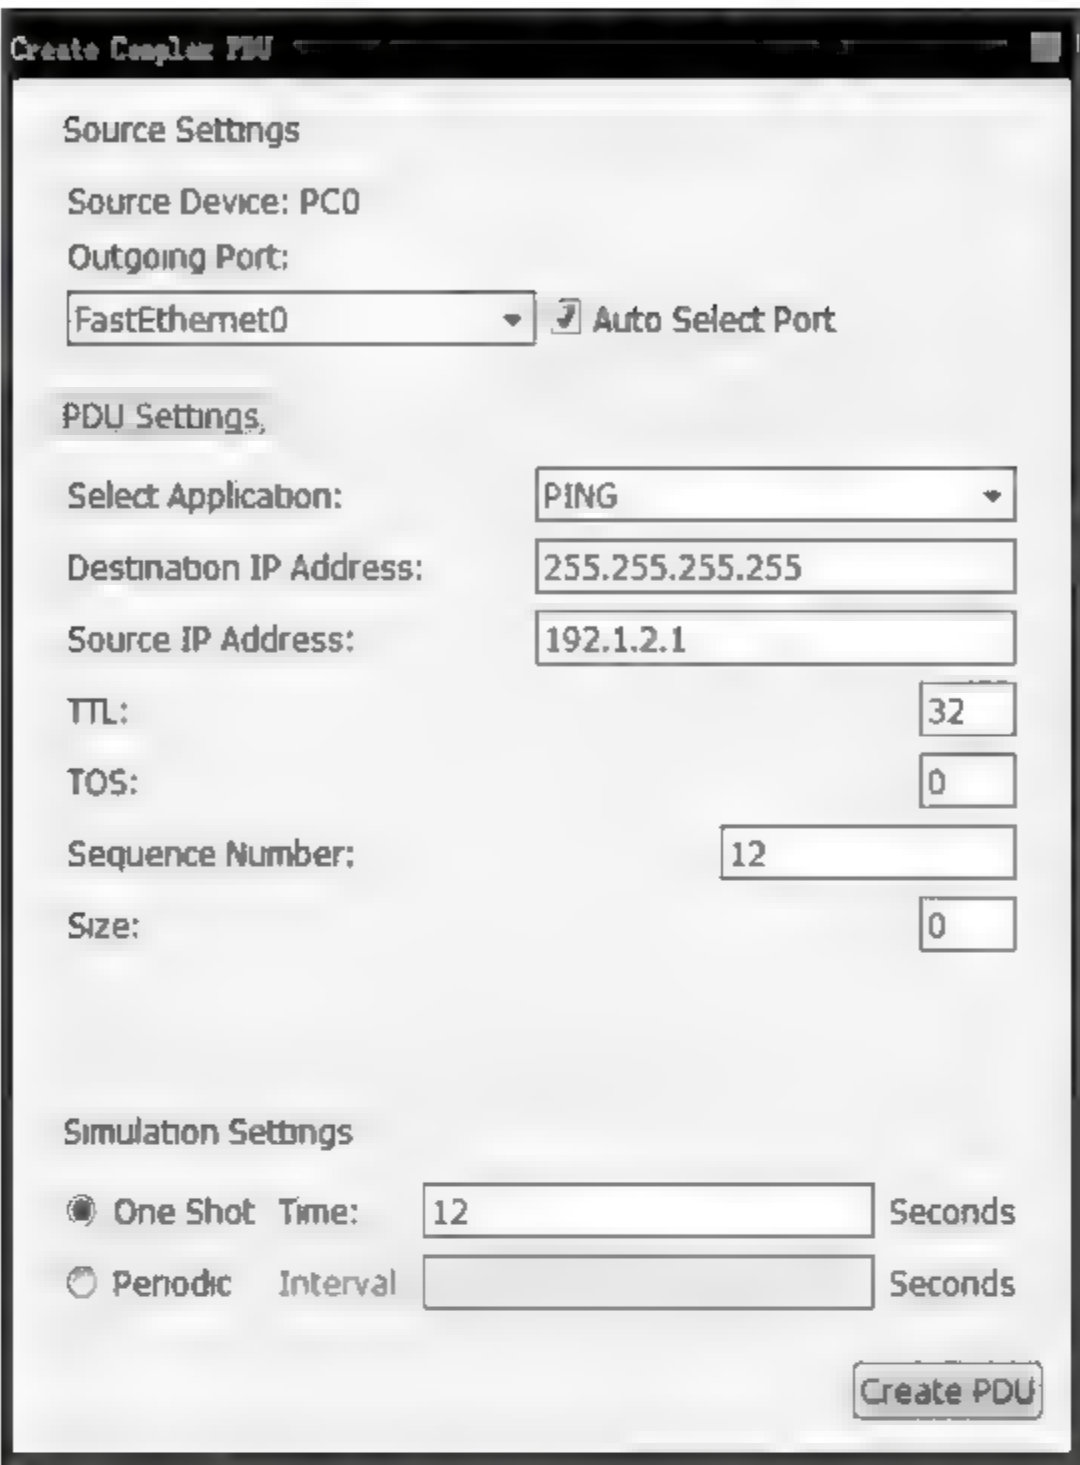 Create Complex PDU
Source Settings
Source Device: PC0
Outgoing Port:
FastEthernet0 Auto Select Port
PDU Settings
Select Application: PING
Destination IP Address: 255.255.255.255
Source IP Address: 192.1.2.1
TTL: 32
TOS: 0
Sequence Number: 12
Size: 0
Simulation Settings
One Shot Time: 12 Seconds
Periodic Interval Seconds
Create PDU